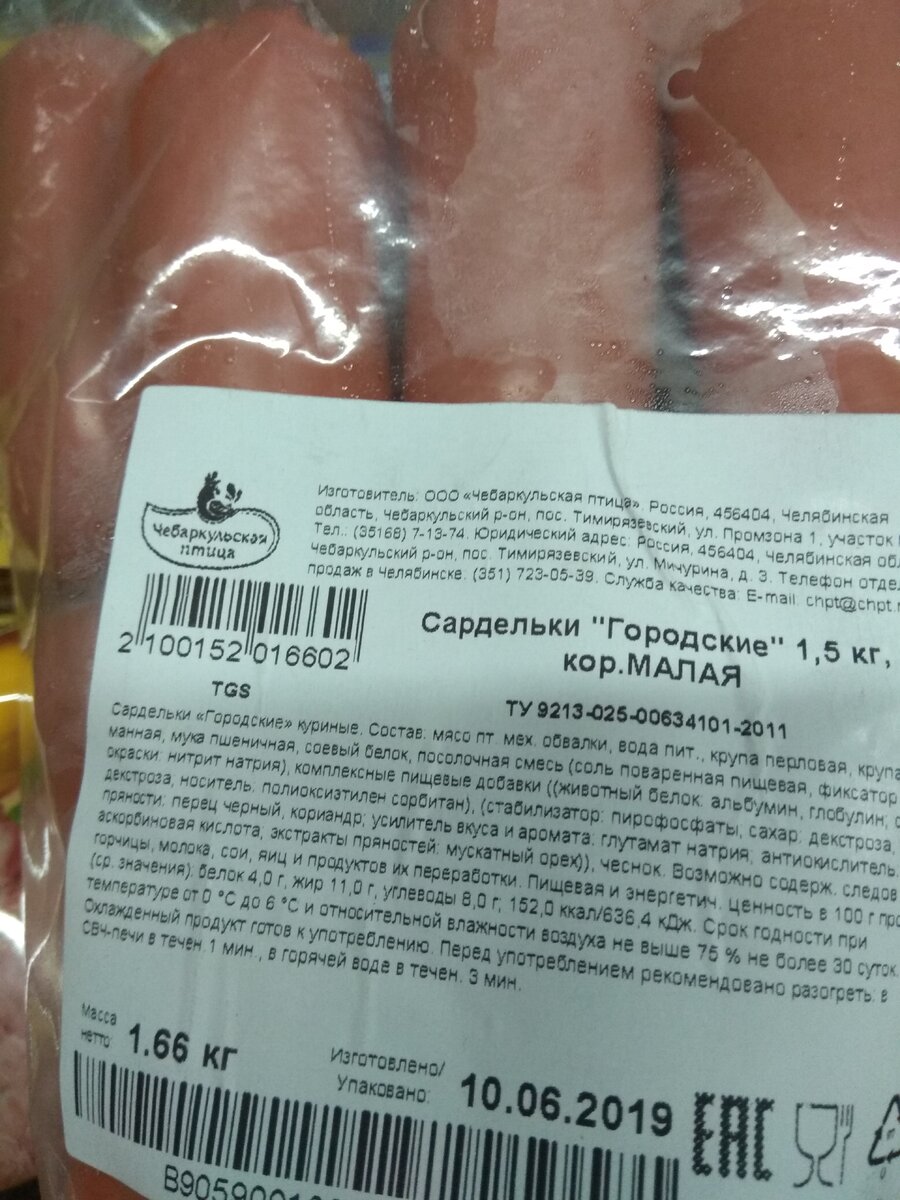 Чебаркульская
птица
Изготовитель: ООО «Чебаркульская птица». Россия, 456404, Челябинская
область, Чебаркульский р-он, пос. Тимирязевский, ул. Промзона 1, участок
Тел.: (35168) 7-13-74. Юридический адрес: Россия, 456404, Челябинская обл
Чебаркульский р-он, пос. Тимирязевский, ул. Мичурина, д. 3. Телефон отде
продаж в Челябинске: (351) 723-05-39. Служба качества: E-mail: chpt@chpt.
2 100152 016602
TGS
Сардельки "Городские" 1,5 кг,
кор.МАЛАЯ
ТУ 9213-025-00634101-2011
Сардельки «Городские» куриные. Состав: мясо пт. мех. обвалки, вода пит., крупа перловая, крупа
манная, мука пшеничная, соевый белок, посолочная смесь (соль поваренная пищевая, фиксатор
окраски: нитрит натрия), комплексные пищевые добавки ((животный белок: альбумин, глобулин;
декстроза, носитель: полиоксиэтилен сорбитан), (стабилизатор: пирофосфаты, сахар: декстроза,
пряности: перец черный, кориандр; усилитель вкуса и аромата: глутамат натрия; антиокислитель:
аскорбиновая кислота, экстракты пряностей: мускатный орех)), чеснок. Возможно содерж. следов
горчицы, молока, сои, яиц и продуктов их переработки. Пищевая и энергетич. ценность в 100 г про
(ср. значения): белок 4,0 г, жир 11,0 г, углеводы 8,0 г; 152,0 ккал/636,4 кДж. Срок годности при
температуре от 0 °С до 6 °С и относительной влажности воздуха не выше 75 % не более 30 суток.
Охлажденный продукт готов к употреблению. Перед употреблением рекомендовано разогреть: в
СВЧ-печи в течен. 1 мин., в горячей воде в течен. 3 мин.
Масса
нетто: 1.66 кг
Изготовлено/
Упаковано: 10.06.2019
EAC